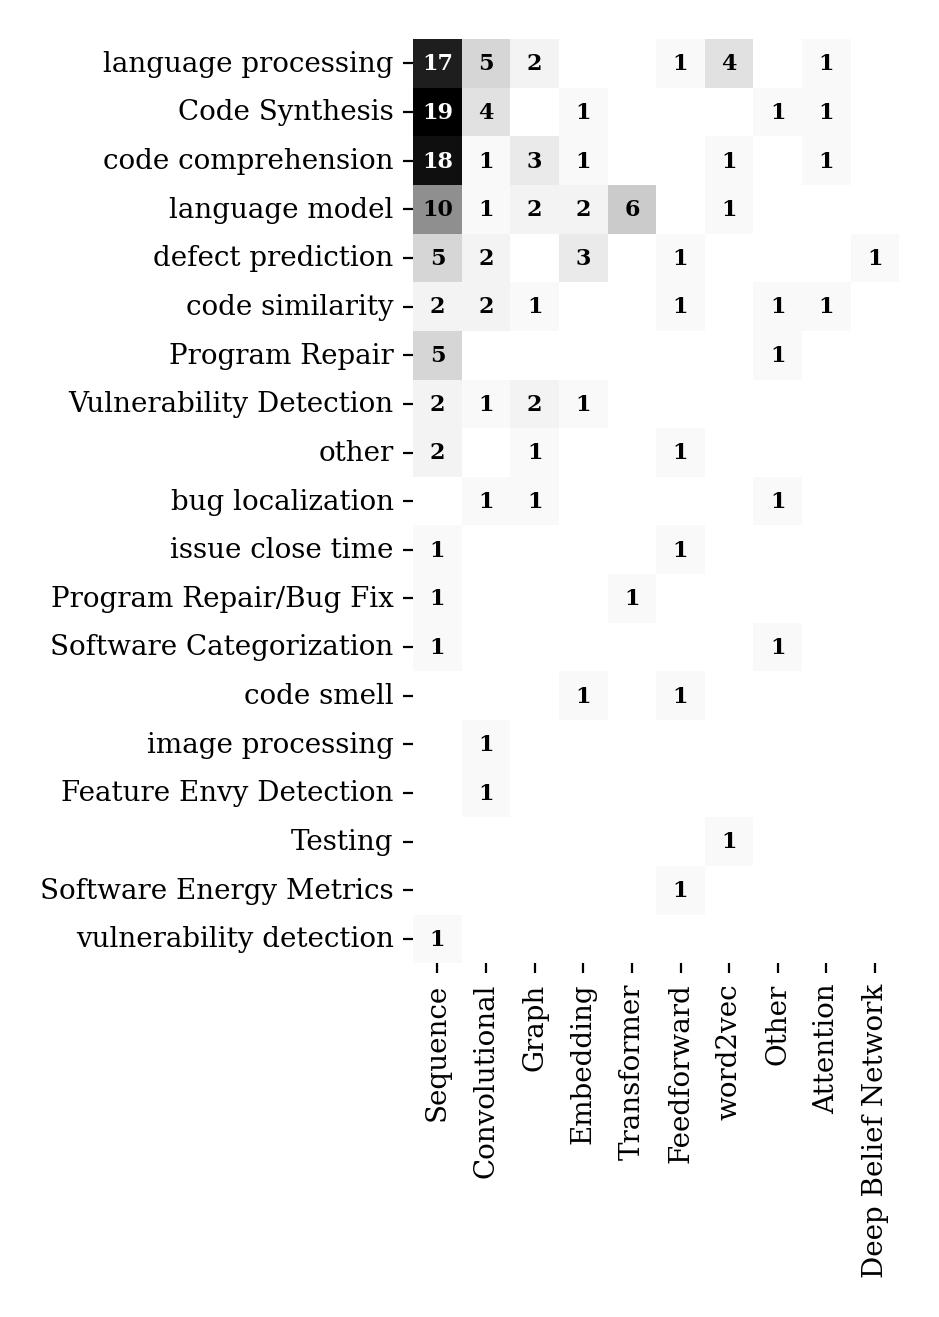 language processing 17 5 2 1 4 1
Code Synthesis 19 4 1 1 1
code comprehension 18 1 3 1 1 1
language model 10 1 2 2 6 1
defect prediction 5 2 3 1 1
code similarity 2 2 1 1 1 1
Program Repair 5 1
Vulnerability Detection 2 1 2 1
other 2 1 1
bug localization 1 1 1
issue close time 1 1
Program Repair/Bug Fix 1 1
Software Categorization 1 1
code smell 1 1
image processing 1
Feature Envy Detection 1
Testing 1
Software Energy Metrics 1
vulnerability detection 1
Sequence
Convolutional
Graph
Embedding
Transformer
Feedforward
word2vec
Other
Attention
Deep Belief Network